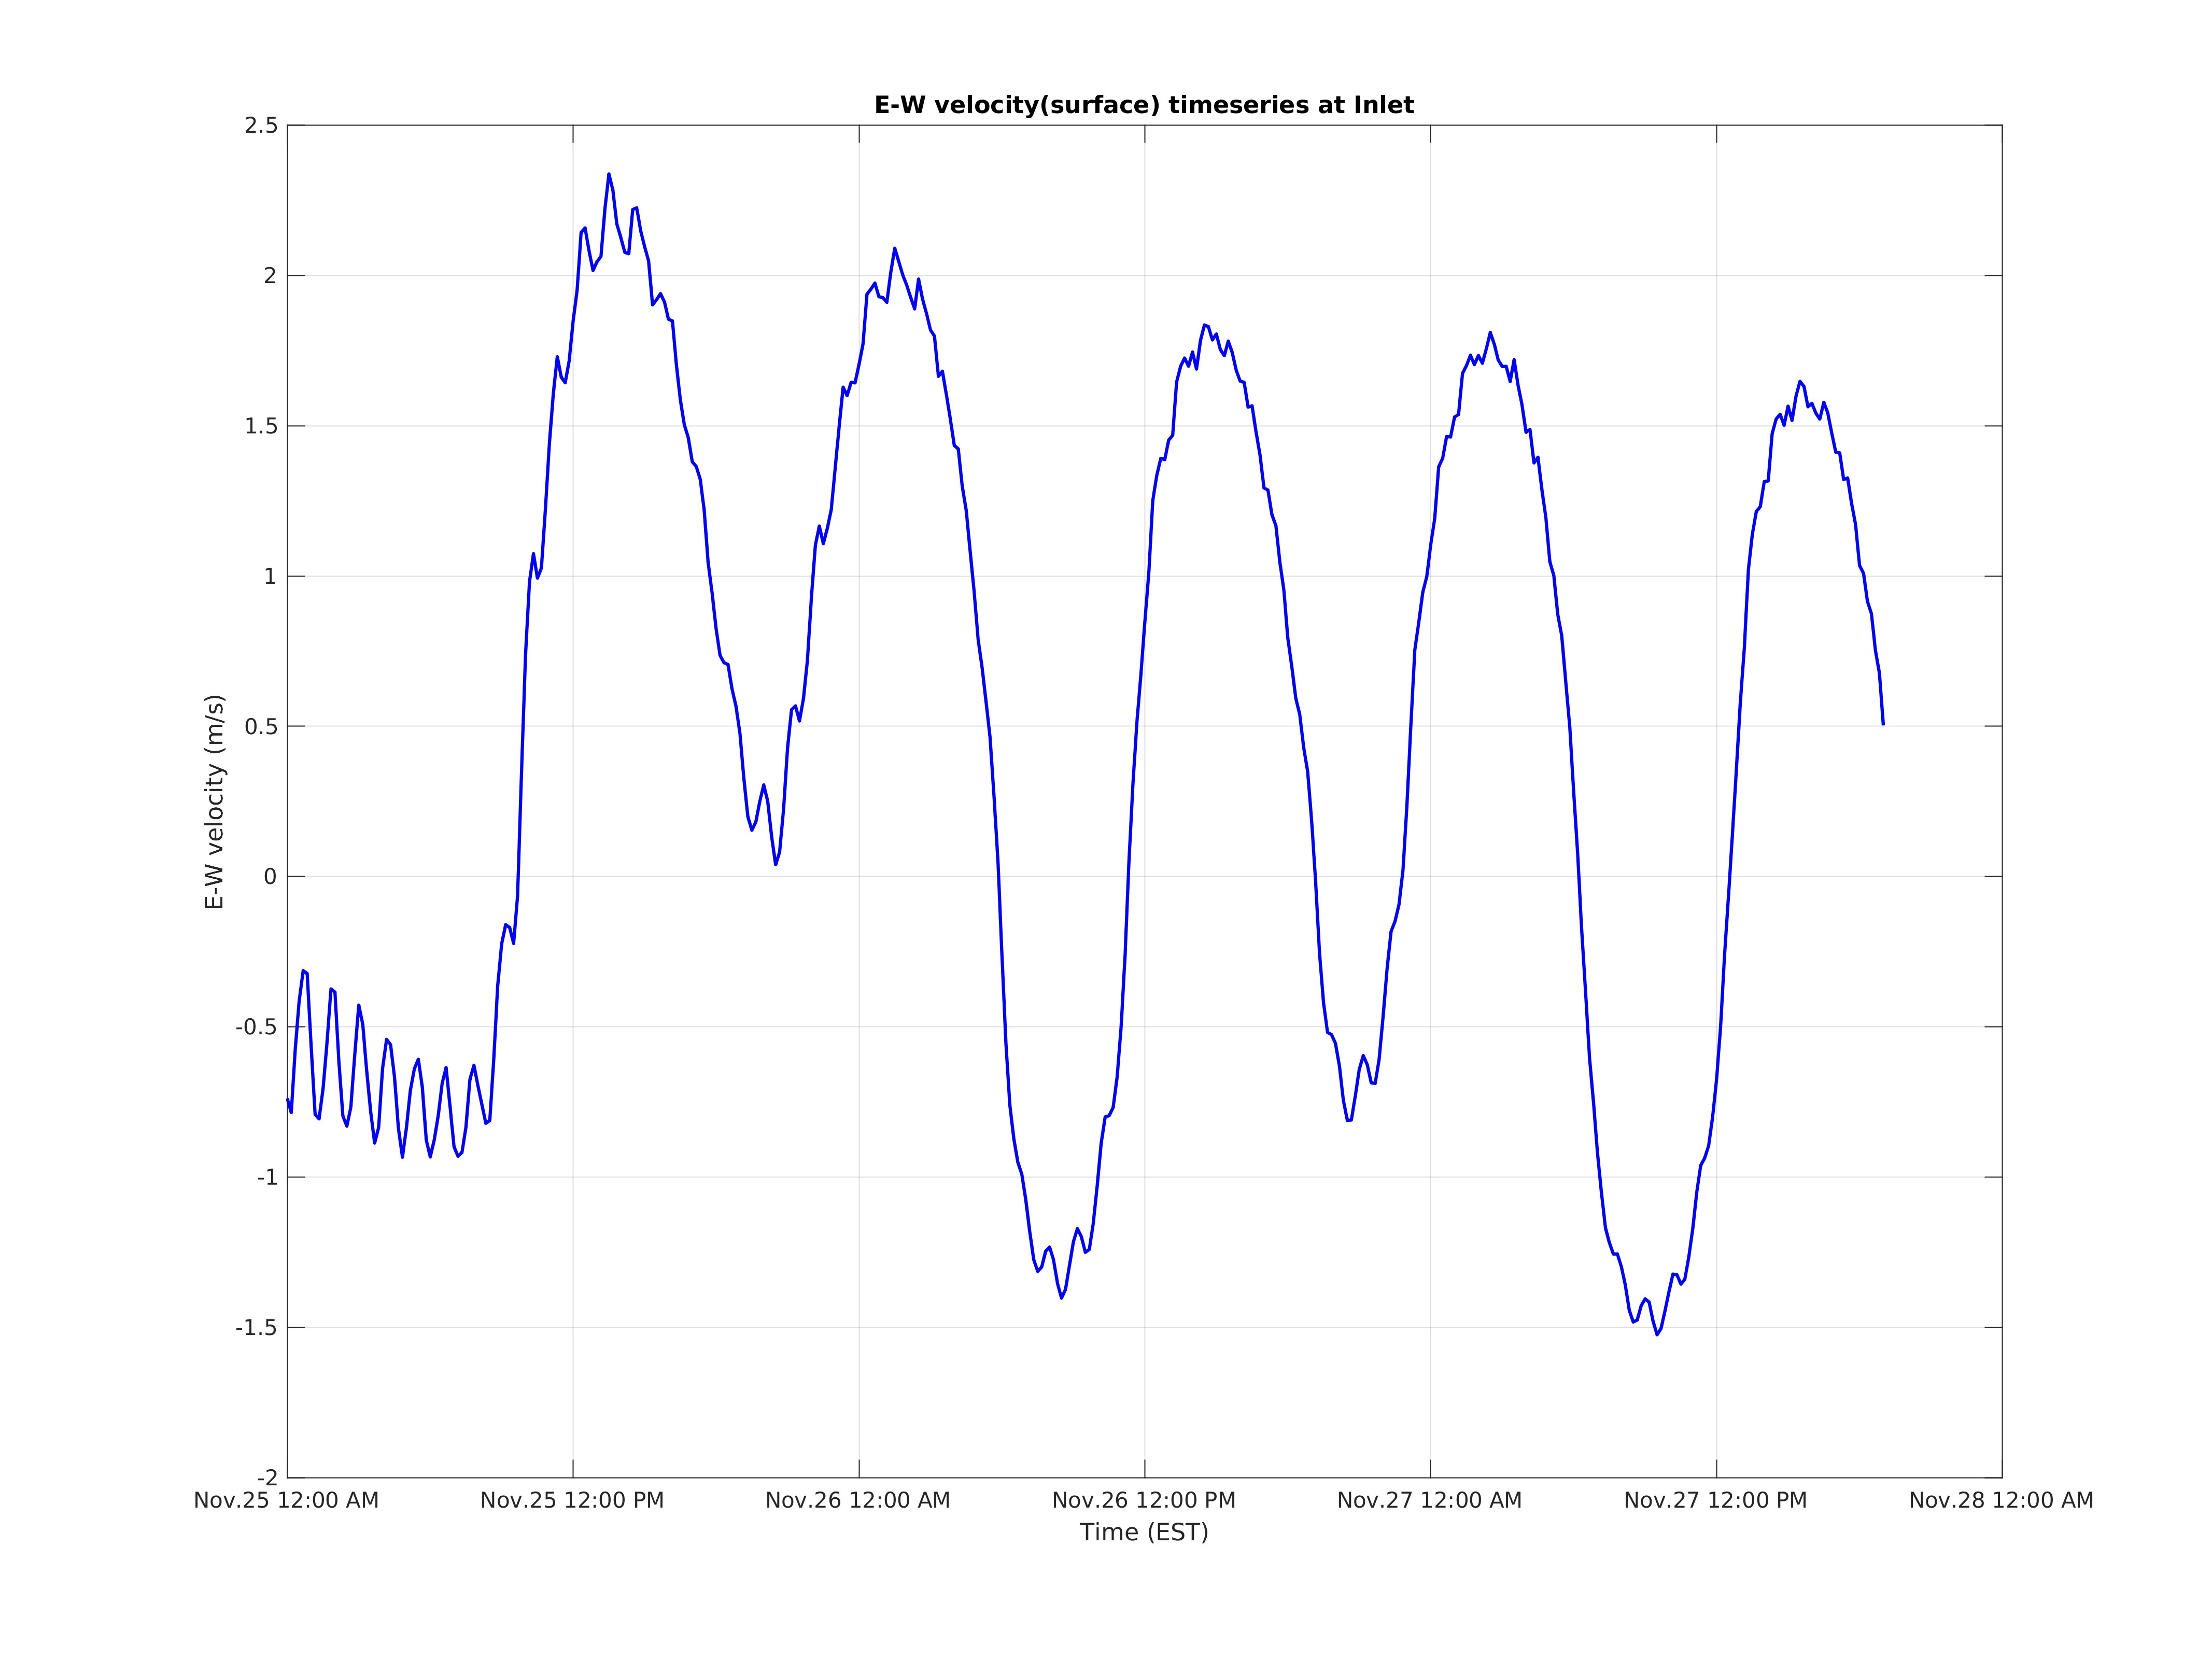 E-W velocity(surface) timeseries at Inlet
E-W velocity (m/s)
2.5
2
1.5
1
0.5
0
-0.5
-1
-1.5
-2
Nov.25 12:00 AM
Nov.25 12:00 PM
Nov.26 12:00 AM
Nov.26 12:00 PM
Nov.27 12:00 AM
Nov.27 12:00 PM
Nov.28 12:00 AM
Time (EST)